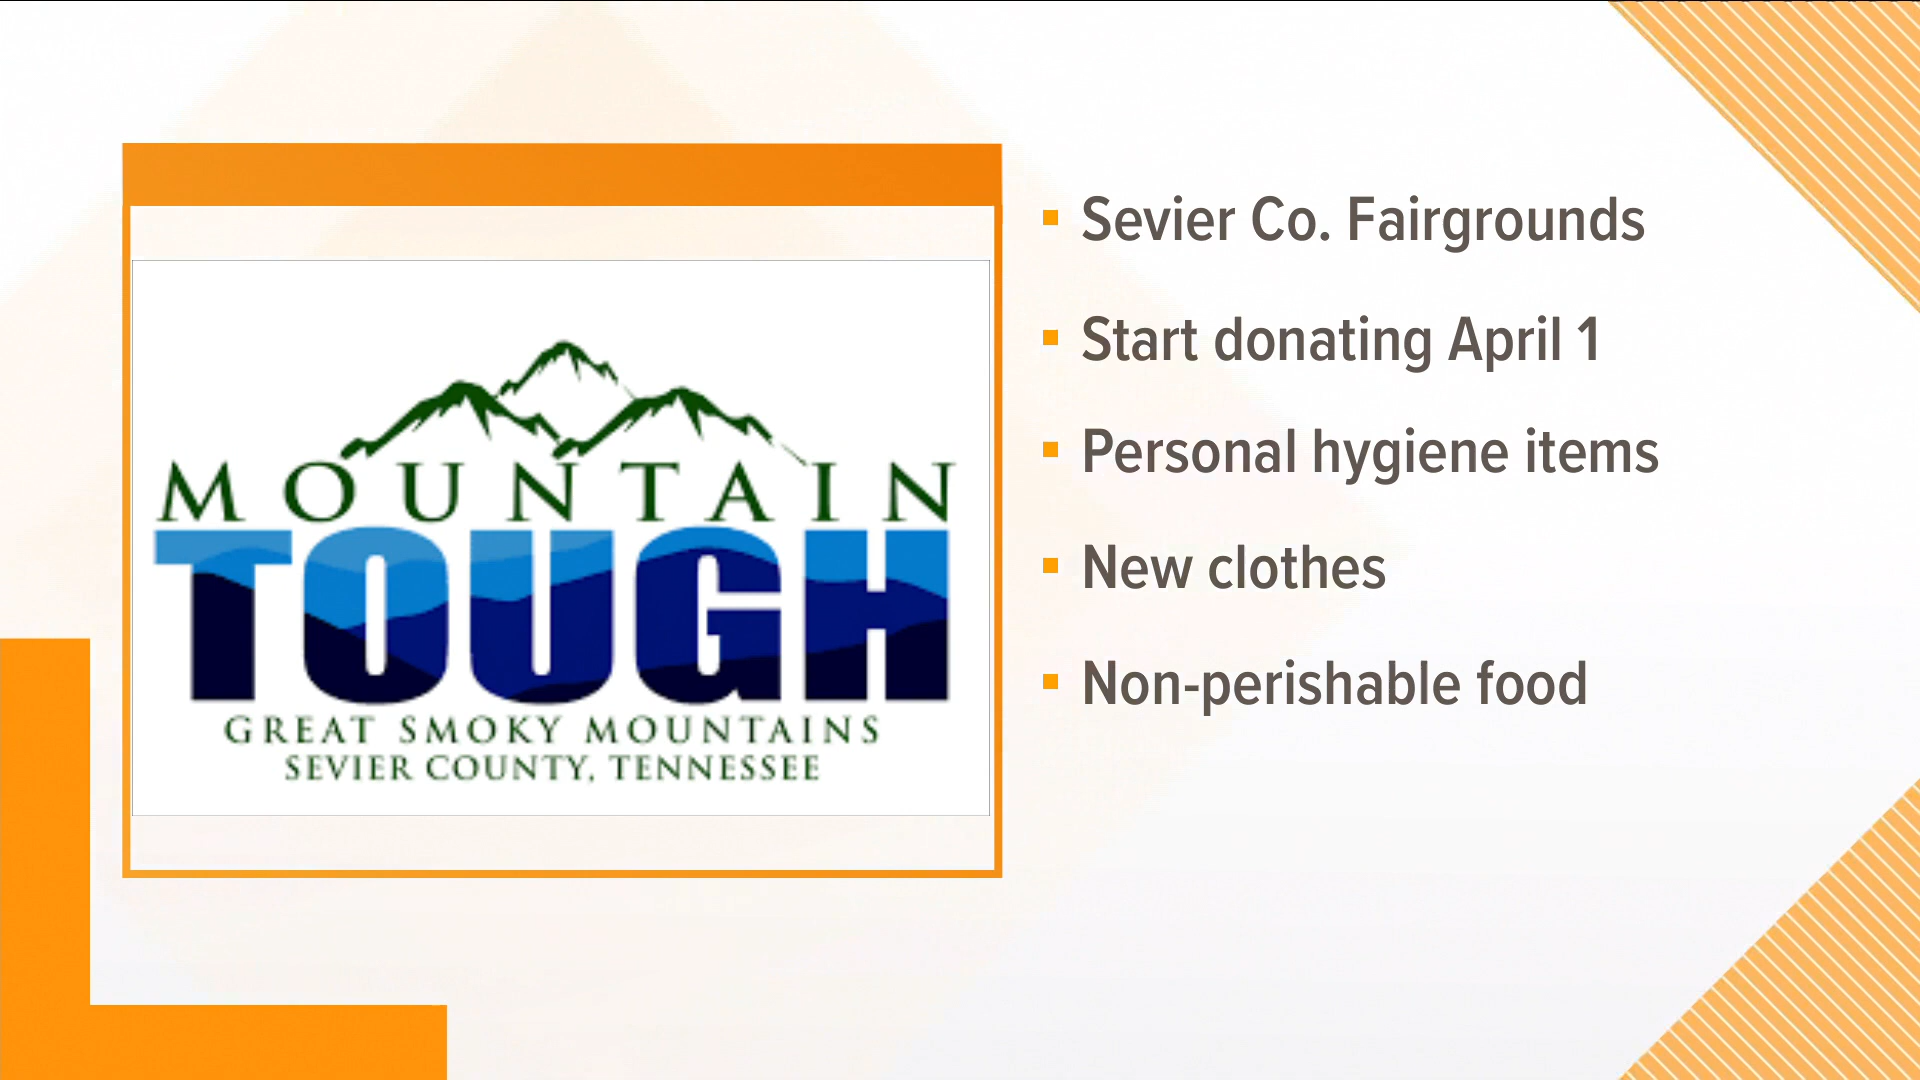 MOUNTAIN
TOUGH
GREAT SMOKY MOUNTAINS
SEVIER COUNTY, TENNESSEE
Sevier Co. Fairgrounds
Start donating April 1
Personal hygiene items
New clothes
Non-perishable food